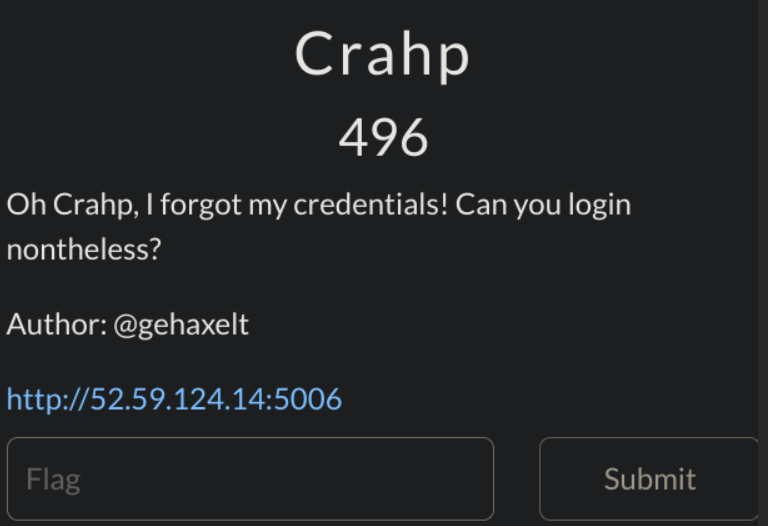 Crahp
496
Oh Crahp, I forgot my credentials! Can you login
nontheless?
Author: @gehaxelt
http://52.59.124.14:5006
Flag
Submit